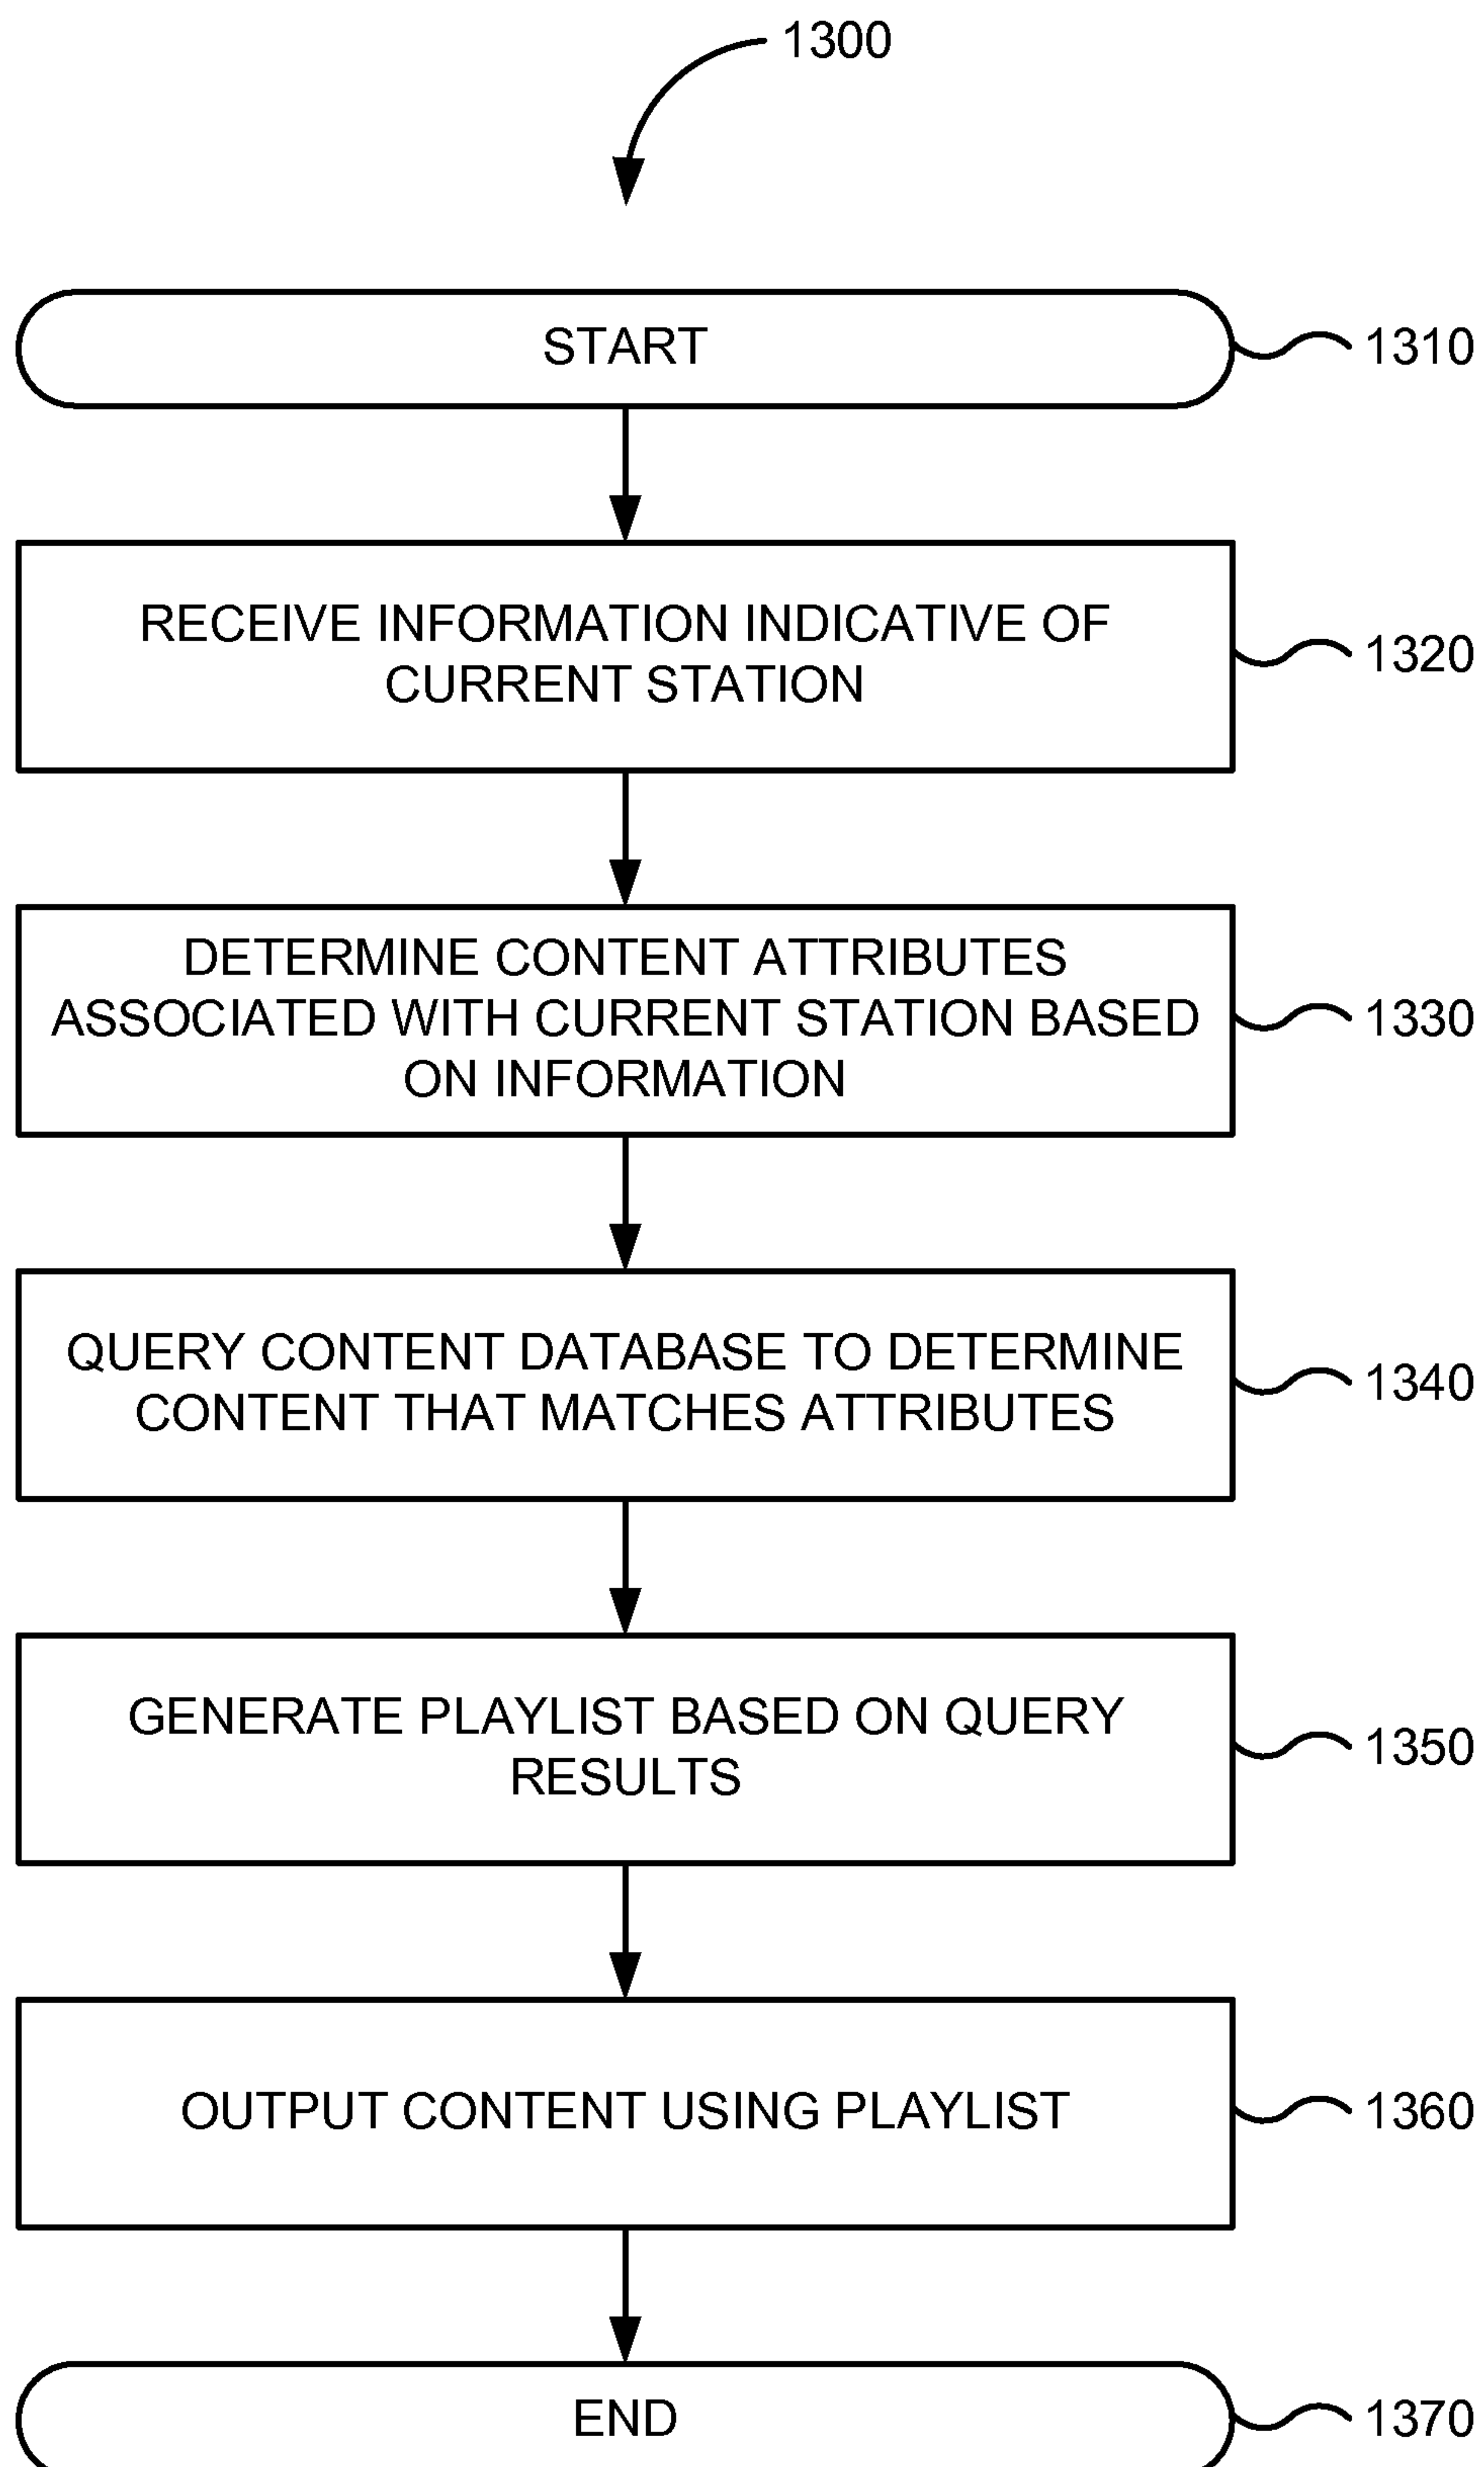 1300
START
1310
RECEIVE INFORMATION INDICATIVE OF
CURRENT STATION
1320
DETERMINE CONTENT ATTRIBUTES
ASSOCIATED WITH CURRENT STATION BASED
ON INFORMATION
1330
QUERY CONTENT DATABASE TO DETERMINE
CONTENT THAT MATCHES ATTRIBUTES
1340
GENERATE PLAYLIST BASED ON QUERY
RESULTS
1350
OUTPUT CONTENT USING PLAYLIST
1360
END
1370